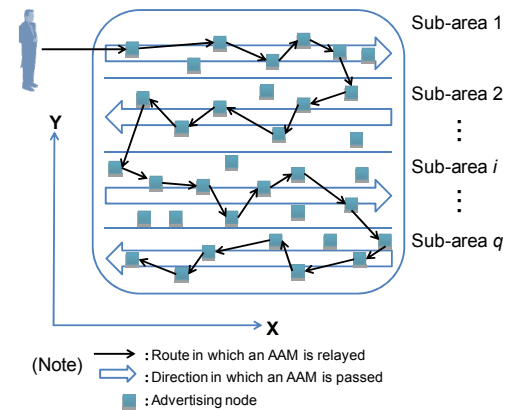 Sub-area 1
Sub-area 2
Y
⋮
Sub-area i
⋮
Sub-area q
X
(Note)
: Route in which an AAM is relayed
: Direction in which an AAM is passed
: Advertising node